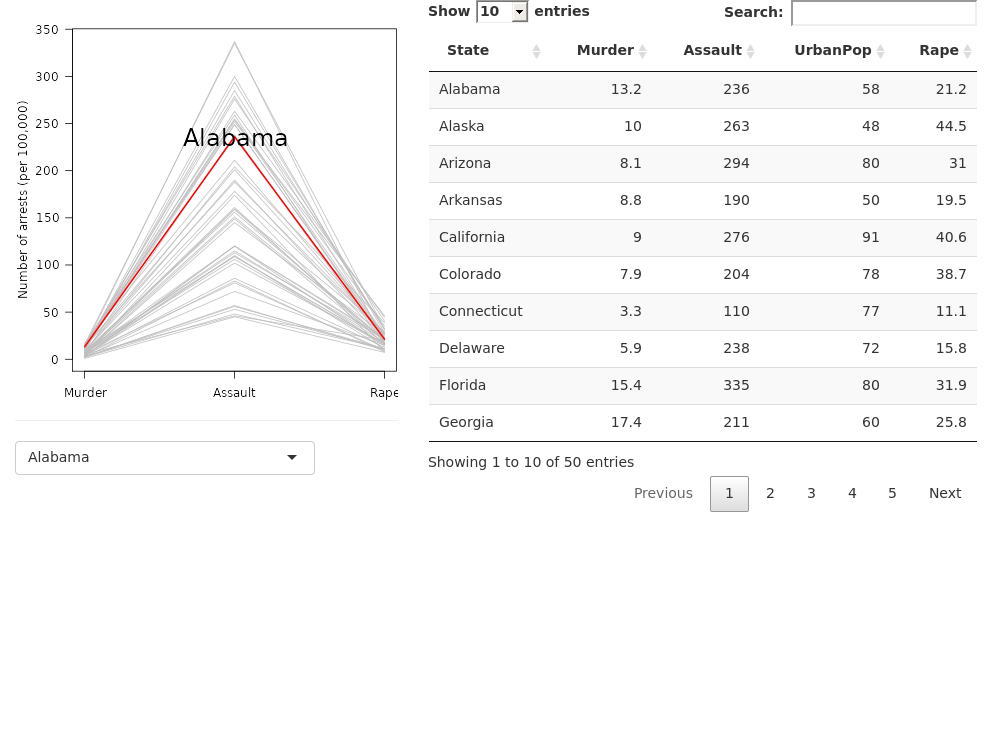 350
300
250
200
150
100
50
0
Number of arrests (per 100,000)
Alabama
Murder Assault Rape
Alabama
Show 10 entries Search:
State Murder Assault UrbanPop Rape
Alabama 13.2 236 58 21.2
Alaska 10 263 48 44.5
Arizona 8.1 294 80 31
Arkansas 8.8 190 50 19.5
California 9 276 91 40.6
Colorado 7.9 204 78 38.7
Connecticut 3.3 110 77 11.1
Delaware 5.9 238 72 15.8
Florida 15.4 335 80 31.9
Georgia 17.4 211 60 25.8
Showing 1 to 10 of 50 entries
Previous 1 2 3 4 5 Next